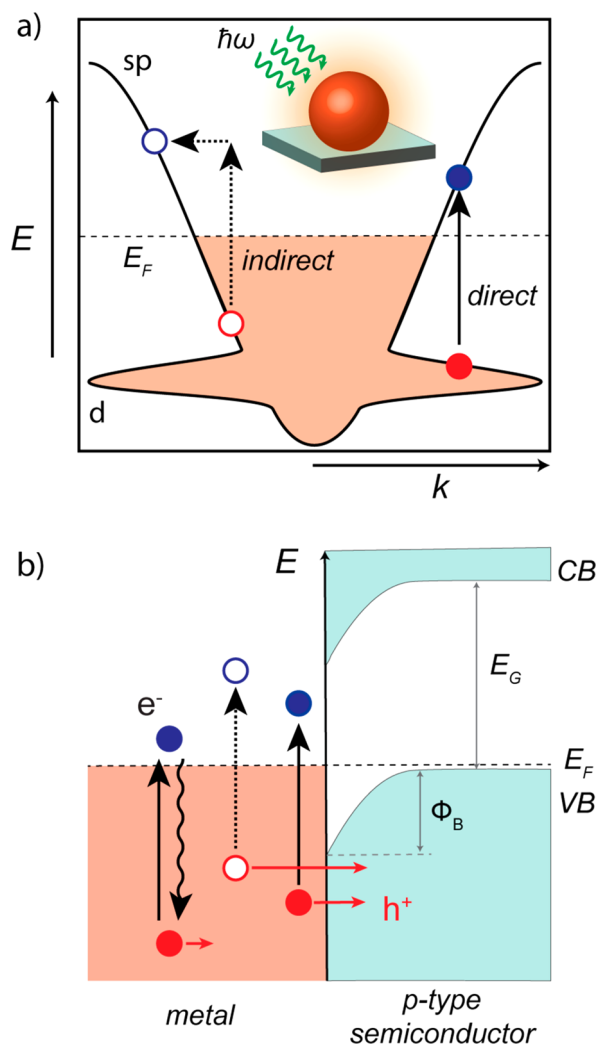 a)
sp
ħω
E
E_F
indirect
direct
d
k
b)
E
CB
E_G
e⁻
E_F
VB
Φ_B
h⁺
metal
p-type
semiconductor